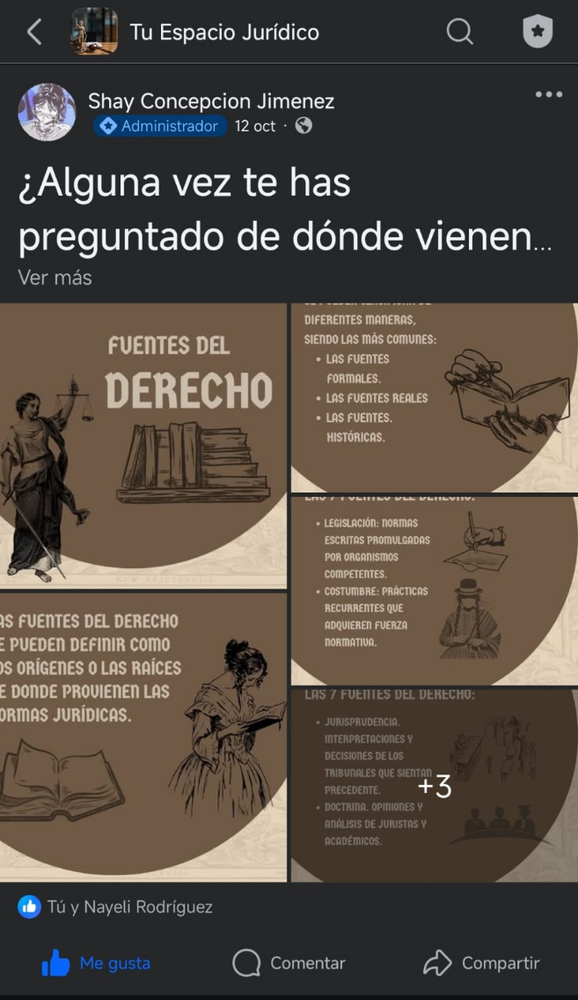 Tu Espacio Jurídico
Shay Concepcion Jimenez
Administrador 12 oct ·
¿Alguna vez te has
preguntado de dónde vienen...
Ver más
FUENTES DEL
DERECHO
DIFERENTES MANERAS,
SIENDO LAS MÁS COMUNES:
• LAS FUENTES
FORMALES.
• LAS FUENTES REALES
• LAS FUENTES.
HISTÓRICAS.
LAS 7 FUENTES DEL DERECHO:
• LEGISLACIÓN: NORMAS
ESCRITAS PROMULGADAS
POR ORGANISMOS
COMPETENTES.
• COSTUMBRE: PRÁCTICAS
RECURRENTES QUE
ADQUIEREN FUERZA
NORMATIVA.
AS FUENTES DEL DERECHO
E PUEDEN DEFINIR COMO
OS ORÍGENES O LAS RAÍCES
E DONDE PROVIENEN LAS
ORMAS JURÍDICAS.
LAS 7 FUENTES DEL DERECHO:
• JURISPRUDENCIA.
INTERPRETACIONES Y
DECISIONES DE LOS
TRIBUNALES QUE SIENTAN
PRECEDENTE.
• DOCTRINA. OPINIONES Y
ANÁLISIS DE JURISTAS Y
ACADÉMICOS.
+3
Tú y Nayeli Rodríguez
Me gusta
Comentar
Compartir